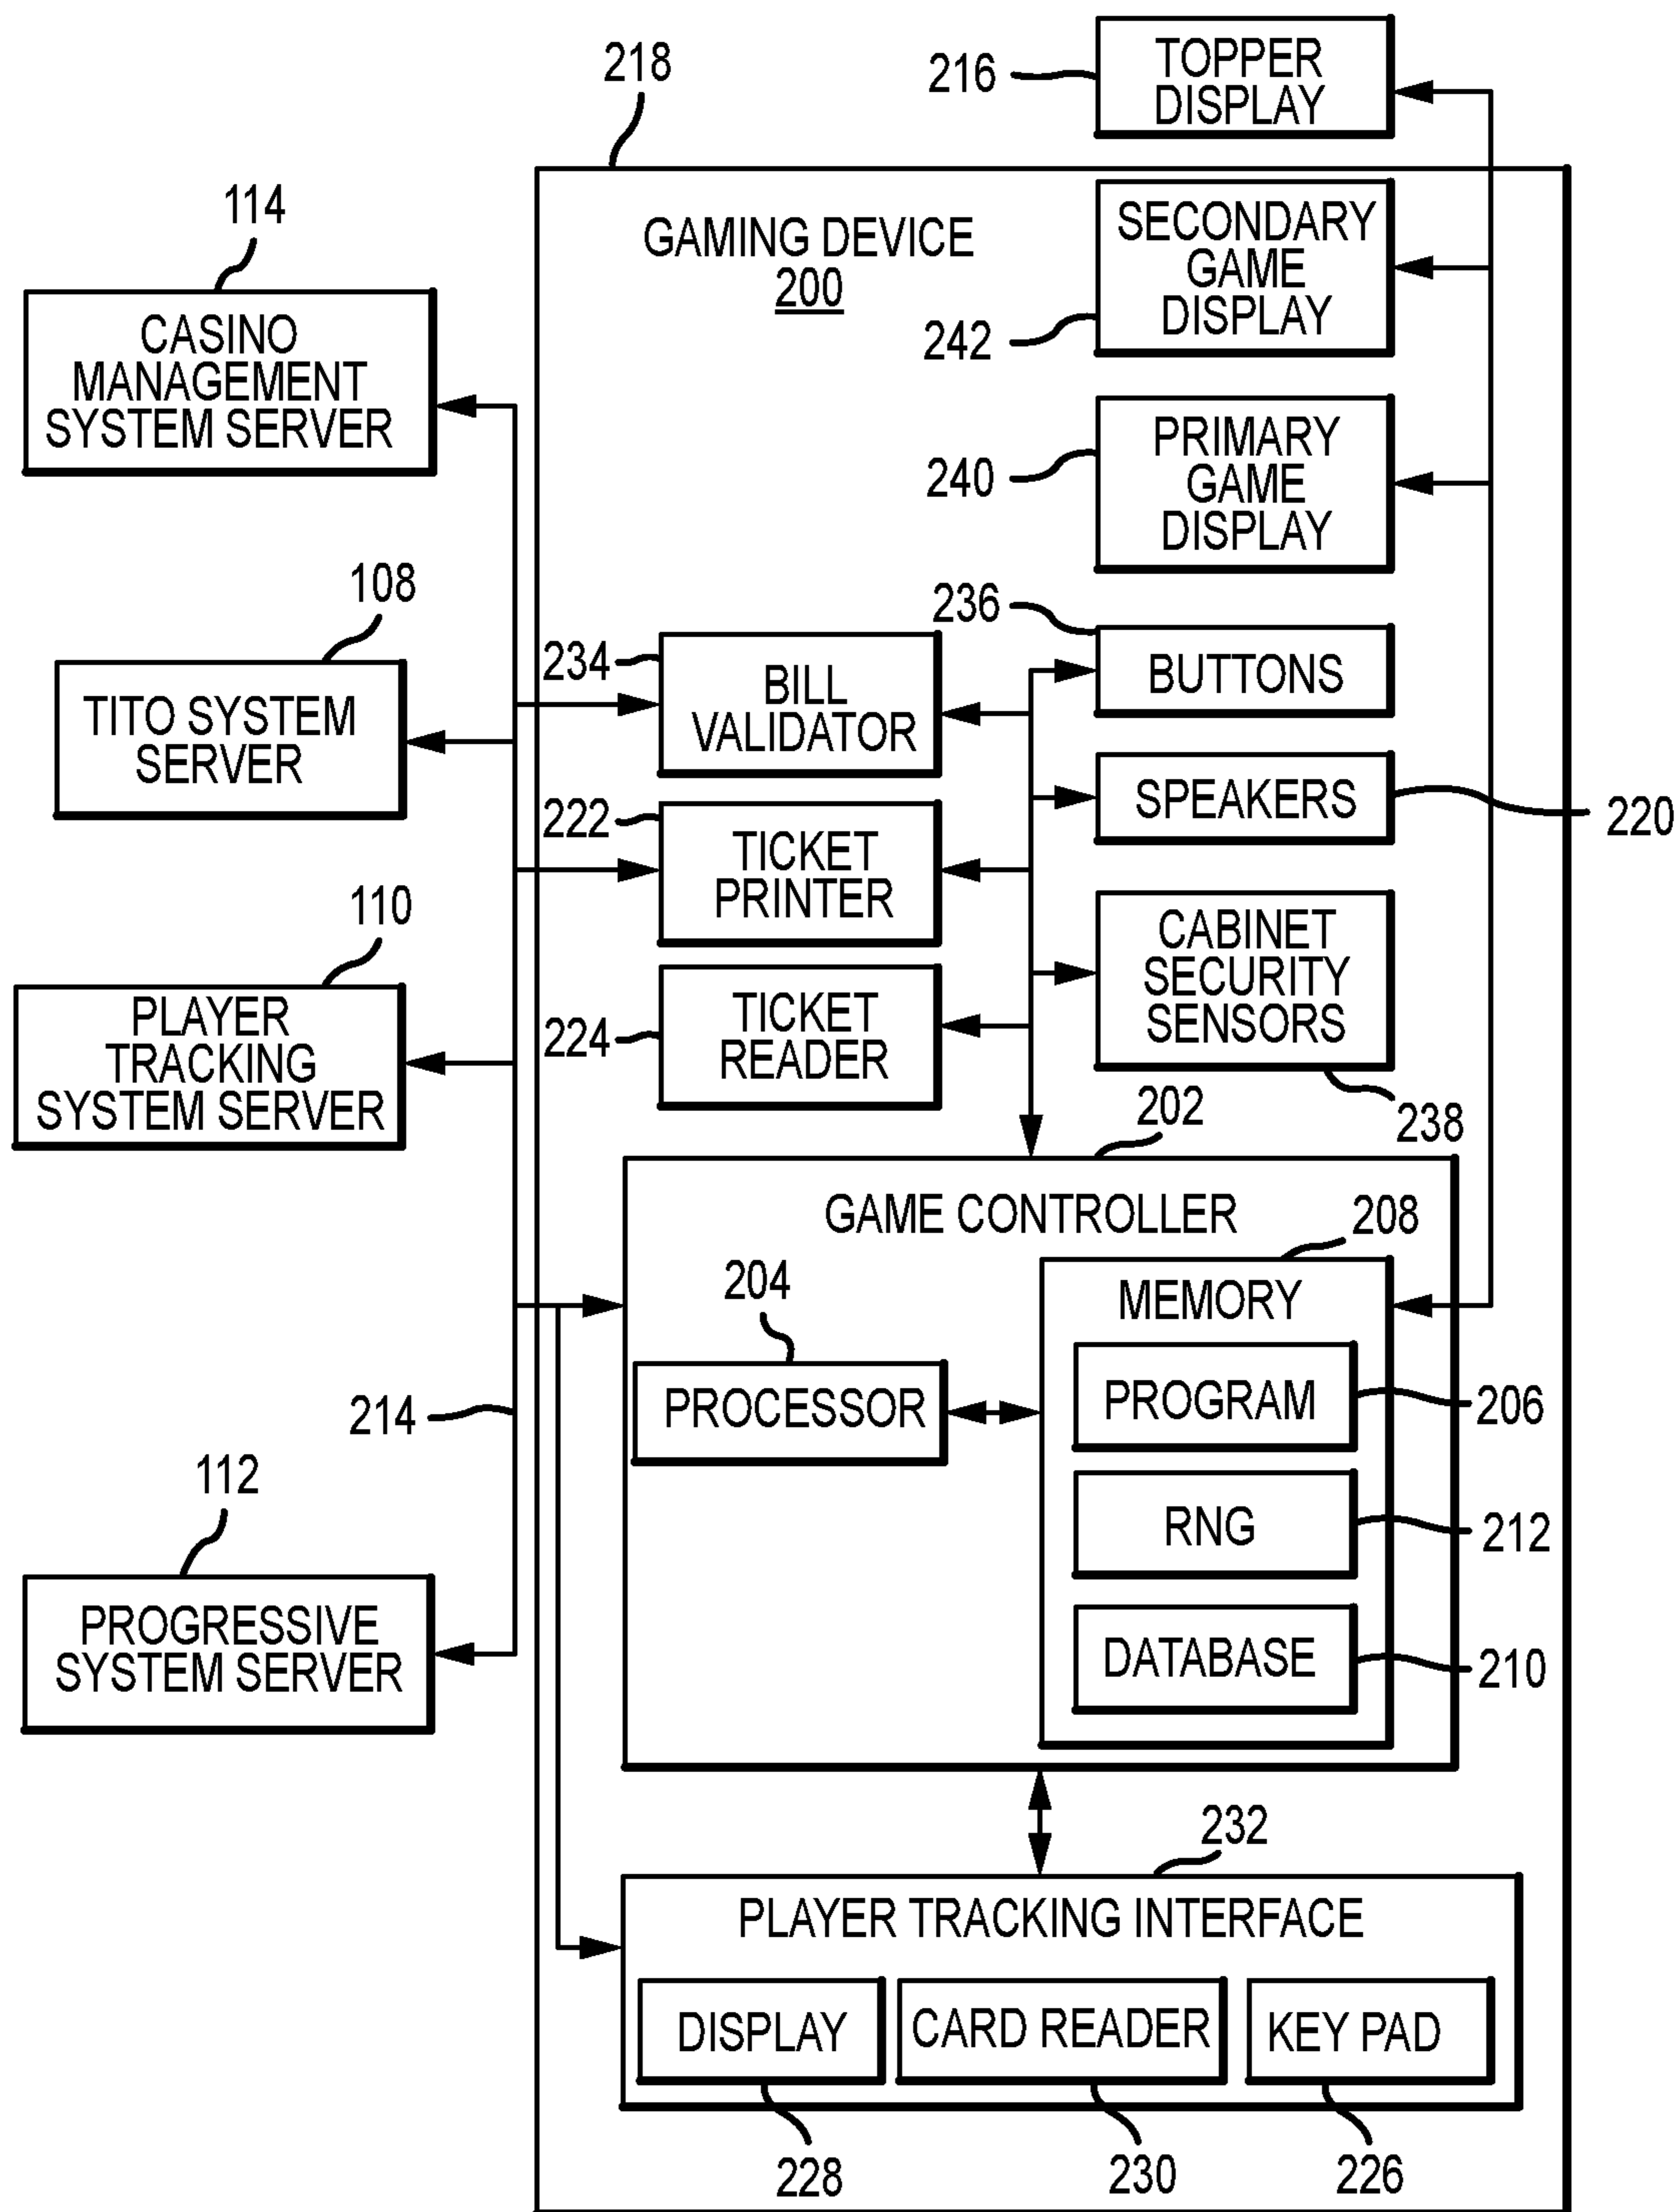 218
216
TOPPER
DISPLAY
114
GAMING DEVICE
200
SECONDARY
GAME
DISPLAY
242
CASINO
MANAGEMENT
SYSTEM SERVER
240
PRIMARY
GAME
DISPLAY
108
236
234
BILL
VALIDATOR
BUTTONS
TITO SYSTEM
SERVER
222
TICKET
PRINTER
SPEAKERS
220
110
CABINET
SECURITY
SENSORS
238
224
TICKET
READER
PLAYER
TRACKING
SYSTEM SERVER
202
GAME CONTROLLER
208
204
MEMORY
PROCESSOR
PROGRAM
206
214
112
RNG
212
PROGRESSIVE
SYSTEM SERVER
DATABASE
210
232
PLAYER TRACKING INTERFACE
DISPLAY
CARD READER
KEY PAD
228
230
226